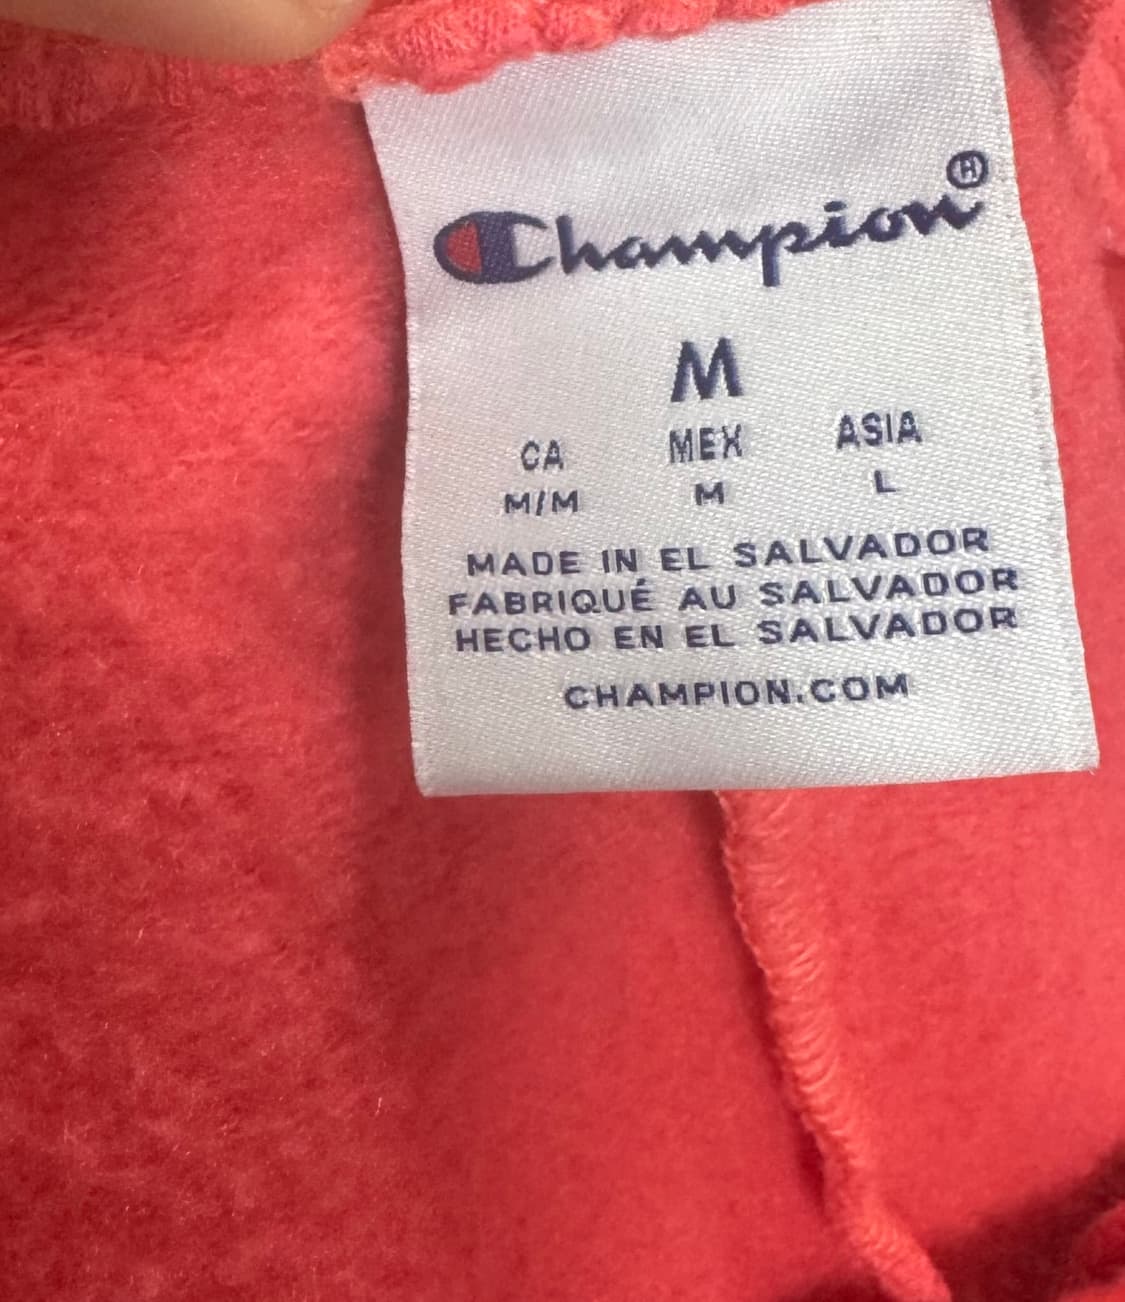 Champion®
M
CA MEX ASIA
M/M M L
MADE IN EL SALVADOR
FABRIQUÉ AU SALVADOR
HECHO EN EL SALVADOR
CHAMPION.COM